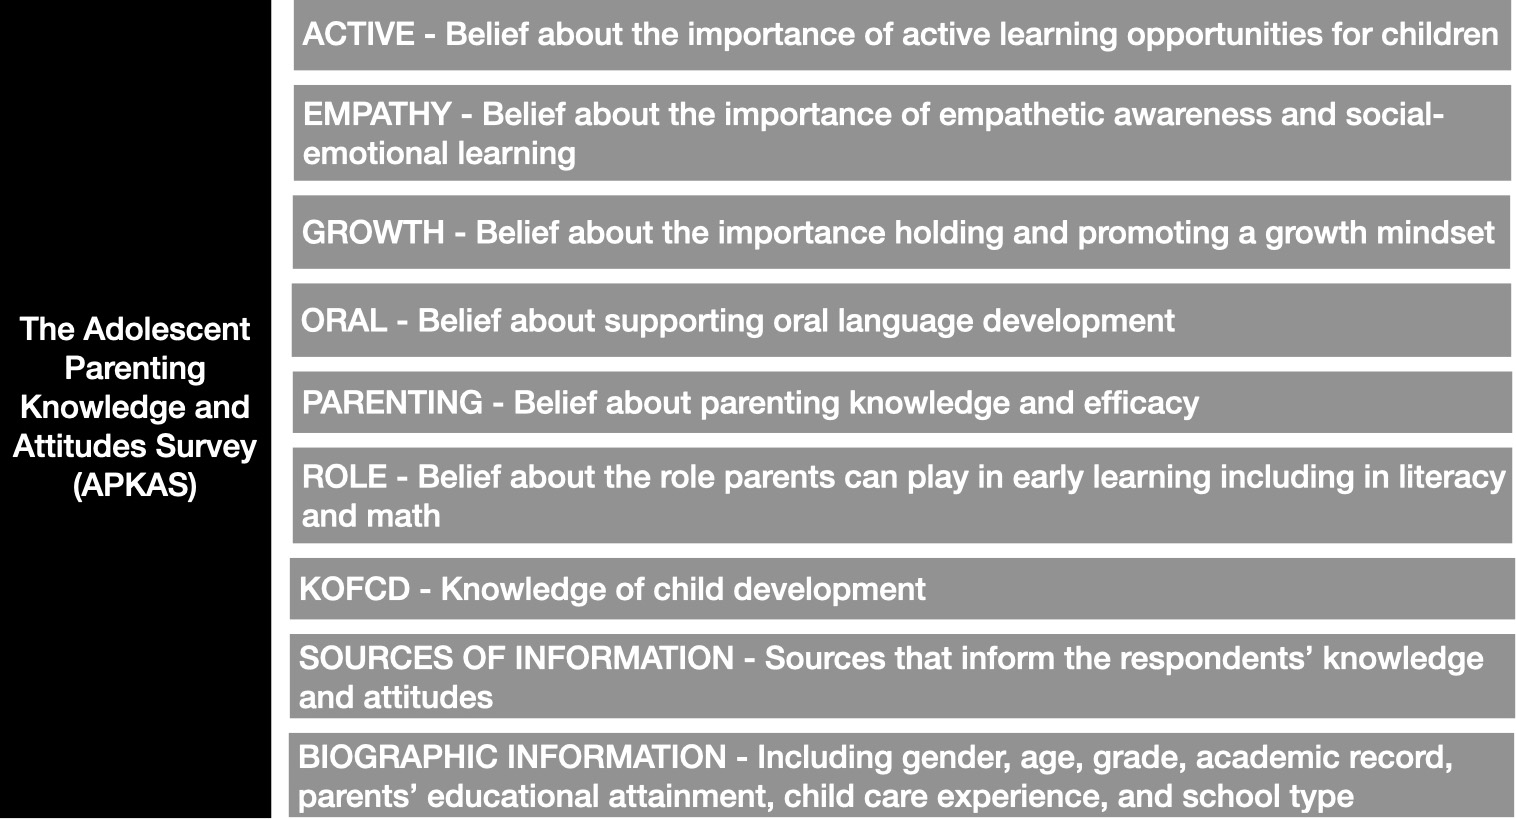 The Adolescent
Parenting
Knowledge and
Attitudes Survey
(APKAS)
ACTIVE - Belief about the importance of active learning opportunities for children
EMPATHY - Belief about the importance of empathetic awareness and social-
emotional learning
GROWTH - Belief about the importance holding and promoting a growth mindset
ORAL - Belief about supporting oral language development
PARENTING - Belief about parenting knowledge and efficacy
ROLE - Belief about the role parents can play in early learning including in literacy
and math
KOFCD - Knowledge of child development
SOURCES OF INFORMATION - Sources that inform the respondents’ knowledge
and attitudes
BIOGRAPHIC INFORMATION - Including gender, age, grade, academic record,
parents’ educational attainment, child care experience, and school type